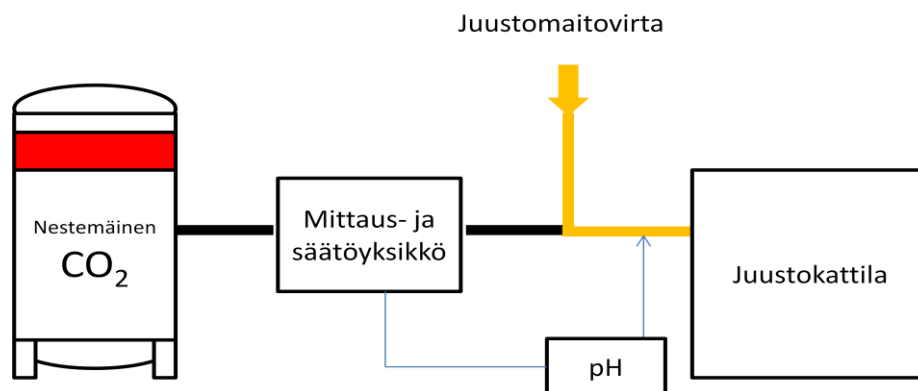 Juustomaitovirta
Nestemäinen
CO₂
Mittaus- ja
säätöyksikkö
Juustokattila
pH